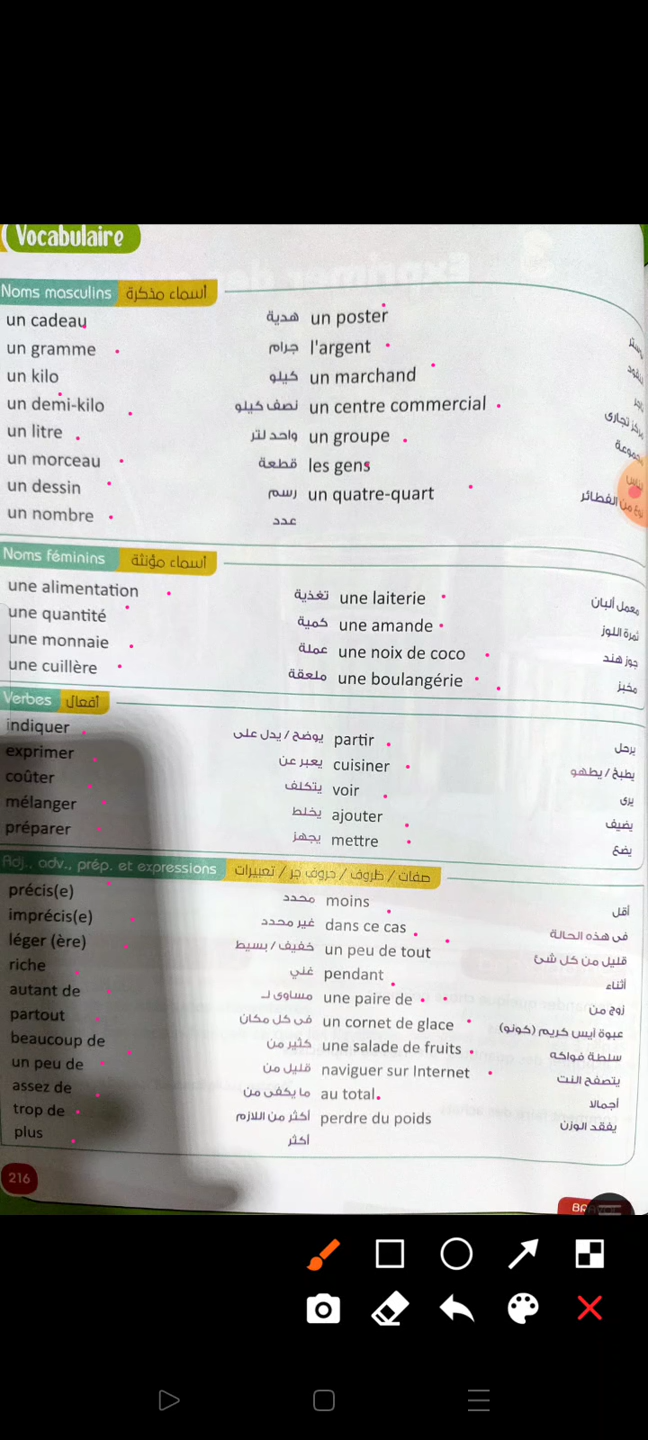 Vocabulaire
Noms masculins أسماء مذكرة
un cadeau هدية un poster
un gramme جرام l'argent
un kilo كيلو un marchand
un demi-kilo نصف كيلو un centre commercial مركز تجارى
un litre واحد لتر un groupe
un morceau قطعة les gens
un dessin رسم un quatre-quart نوع من الفطائر
un nombre عدد
Noms féminins أسماء مؤنثة
une alimentation تغذية une laiterie معمل ألبان
une quantité كمية une amande ثمرة اللوز
une monnaie عملة une noix de coco جوز هند
une cuillère ملعقة une boulangérie مخبز
Verbes أفعال
indiquer يوضح / يدل على partir يرحل
exprimer يعبر عن cuisiner يطبخ / يطهو
coûter يتكلف voir يرى
mélanger يخلط ajouter يضيف
préparer يجهز mettre يضع
Adj., adv., prép. et expressions صفات / ظروف / حروف جر / تعبيرات
précis(e) محدد moins أقل
imprécis(e) غير محدد dans ce cas فى هذه الحالة
léger (ère) خفيف / بسيط un peu de tout قليل من كل شئ
riche غني pendant أثناء
autant de مساوى لـ une paire de زوج من
partout فى كل مكان un cornet de glace عبوة آيس كريم (كونو)
beaucoup de كثير من une salade de fruits سلطة فواكه
un peu de قليل من naviguer sur Internet يتصفح النت
assez de ما يكفى من au total أجمالا
trop de أكثر من اللازم perdre du poids يفقد الوزن
plus أكثر
216